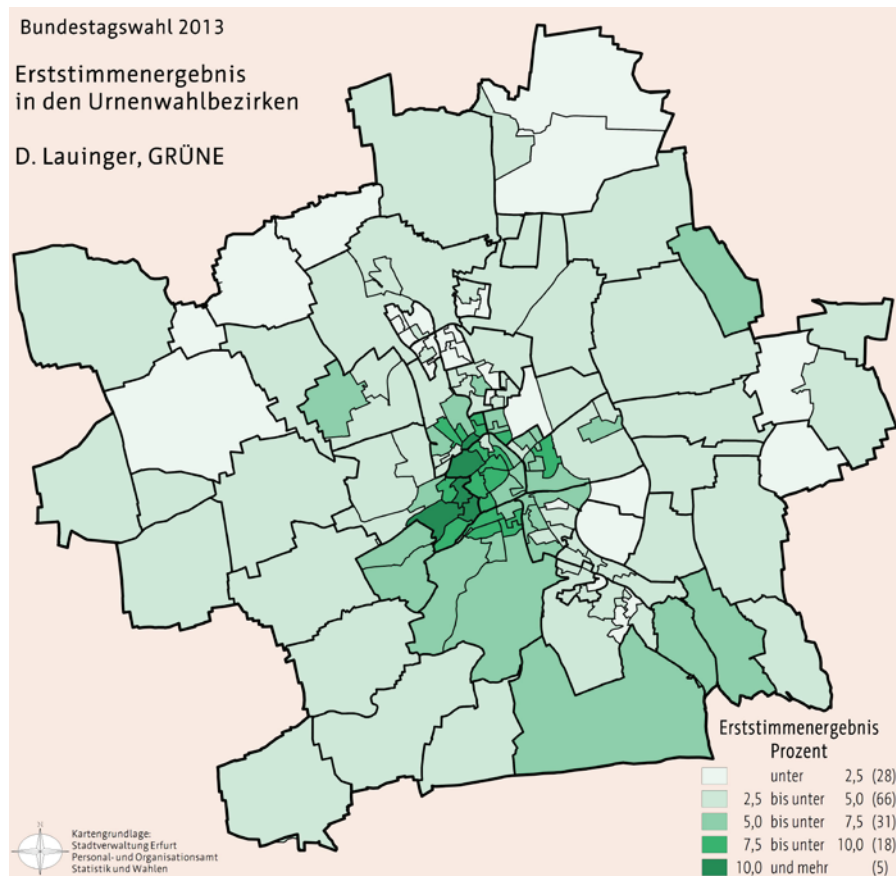 Bundestagswahl 2013
Erststimmenergebnis
in den Urnenwahlbezirken
D. Lauinger, GRÜNE
Erststimmenergebnis
Prozent
unter 2,5 (28)
2,5 bis unter 5,0 (66)
5,0 bis unter 7,5 (31)
7,5 bis unter 10,0 (18)
10,0 und mehr (5)
N
Kartengrundlage:
Stadtverwaltung Erfurt
Personal- und Organisationsamt
Statistik und Wahlen